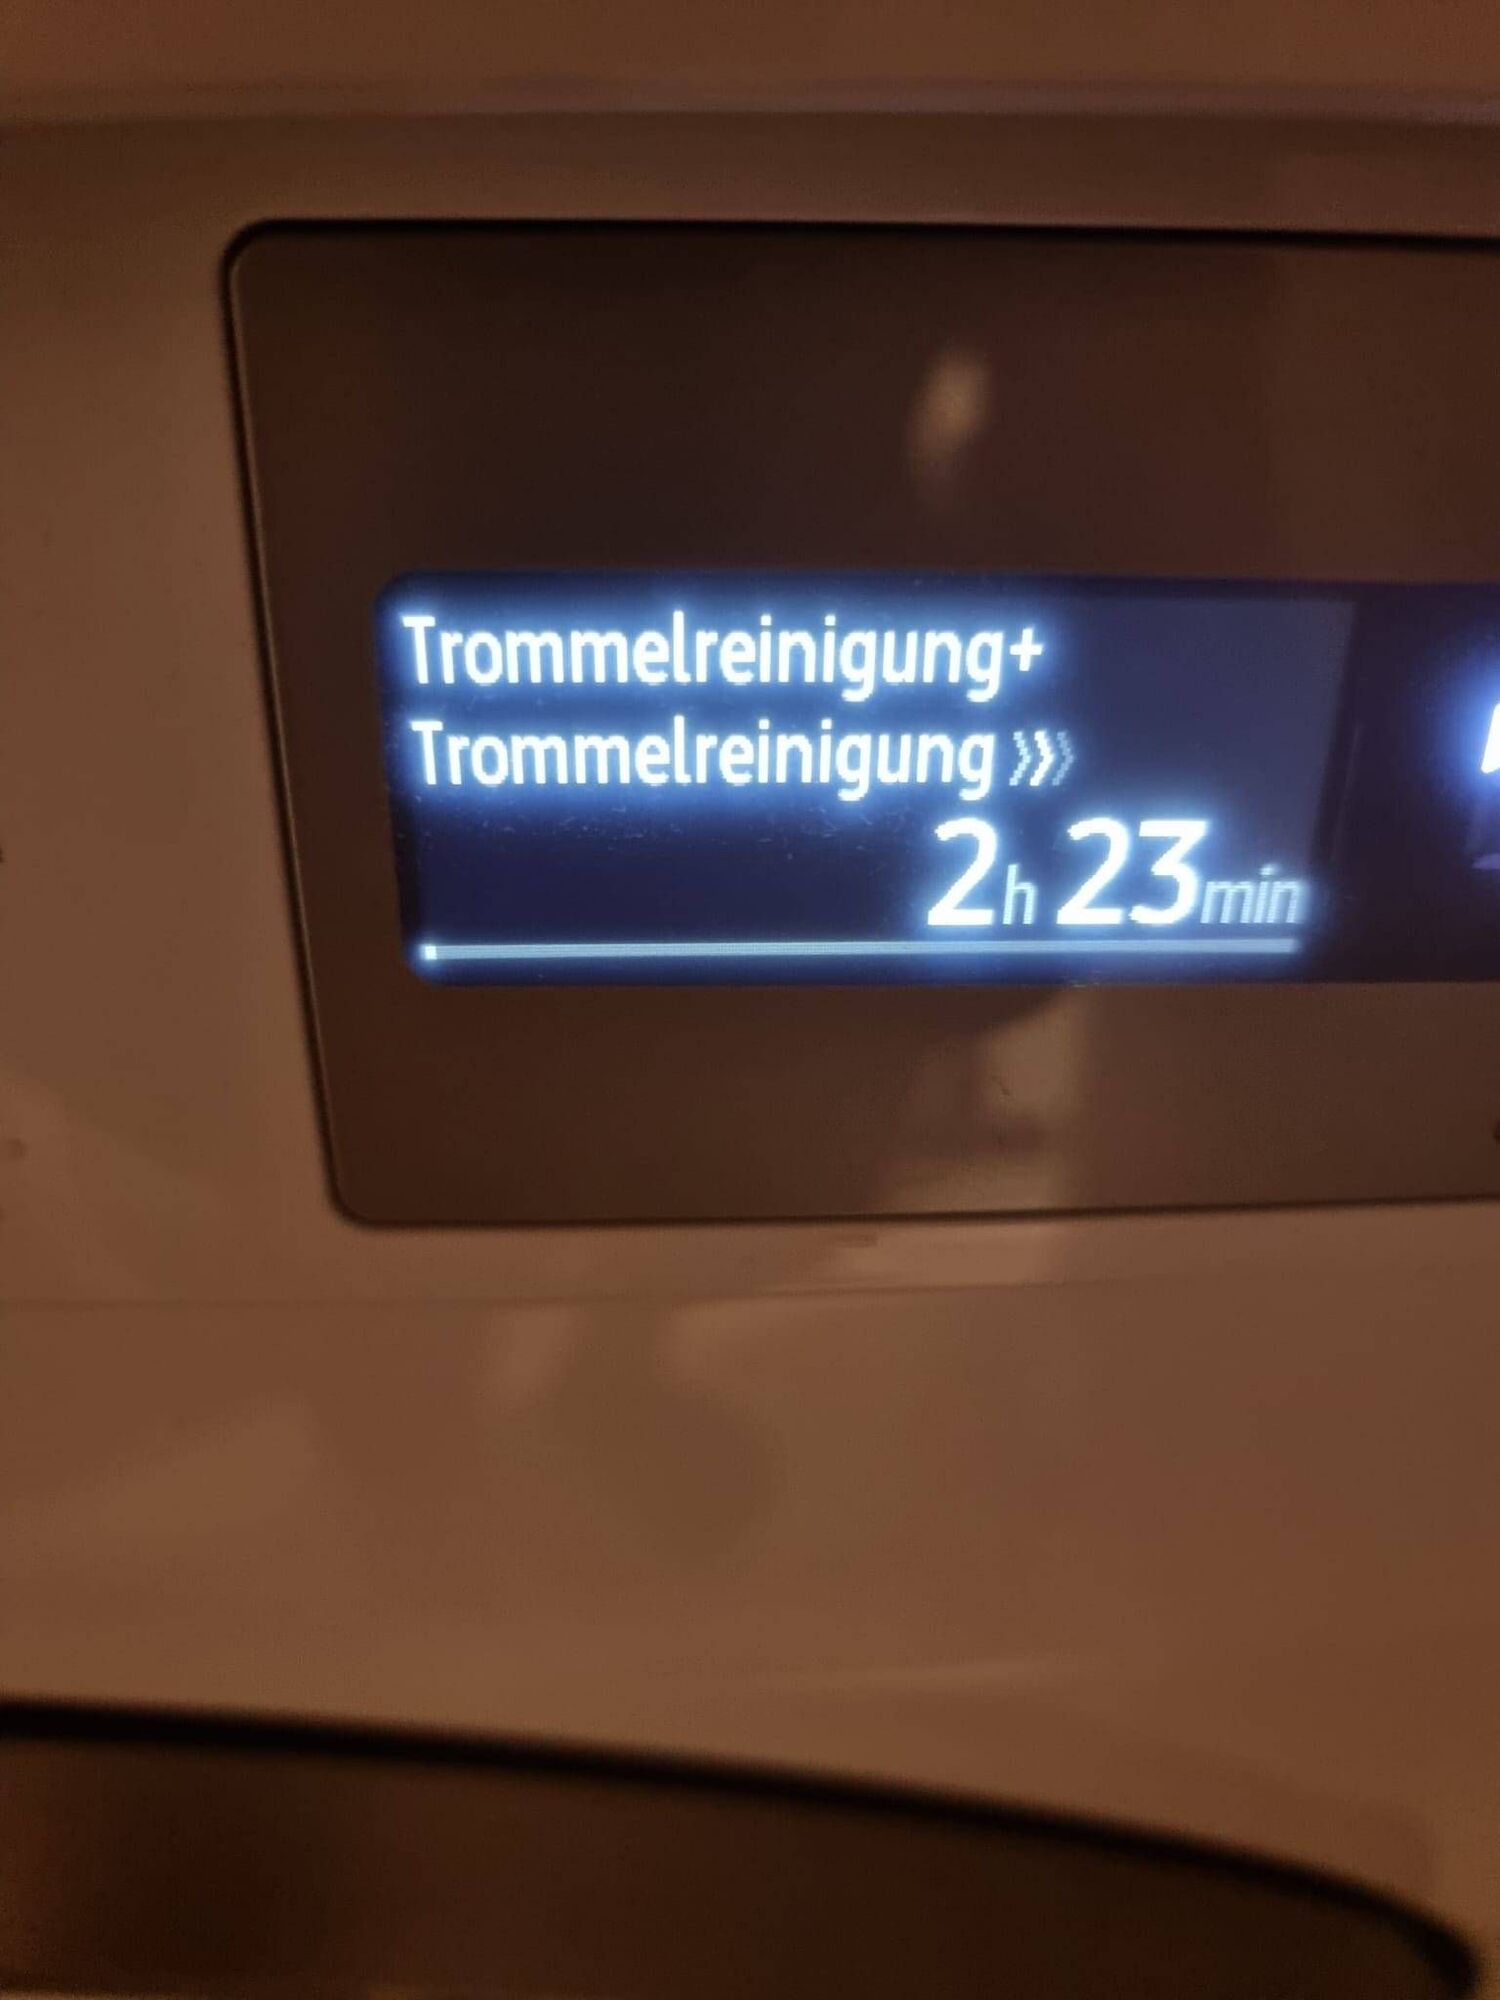 Trommelreinigung+
Trommelreinigung »»
2h 23min